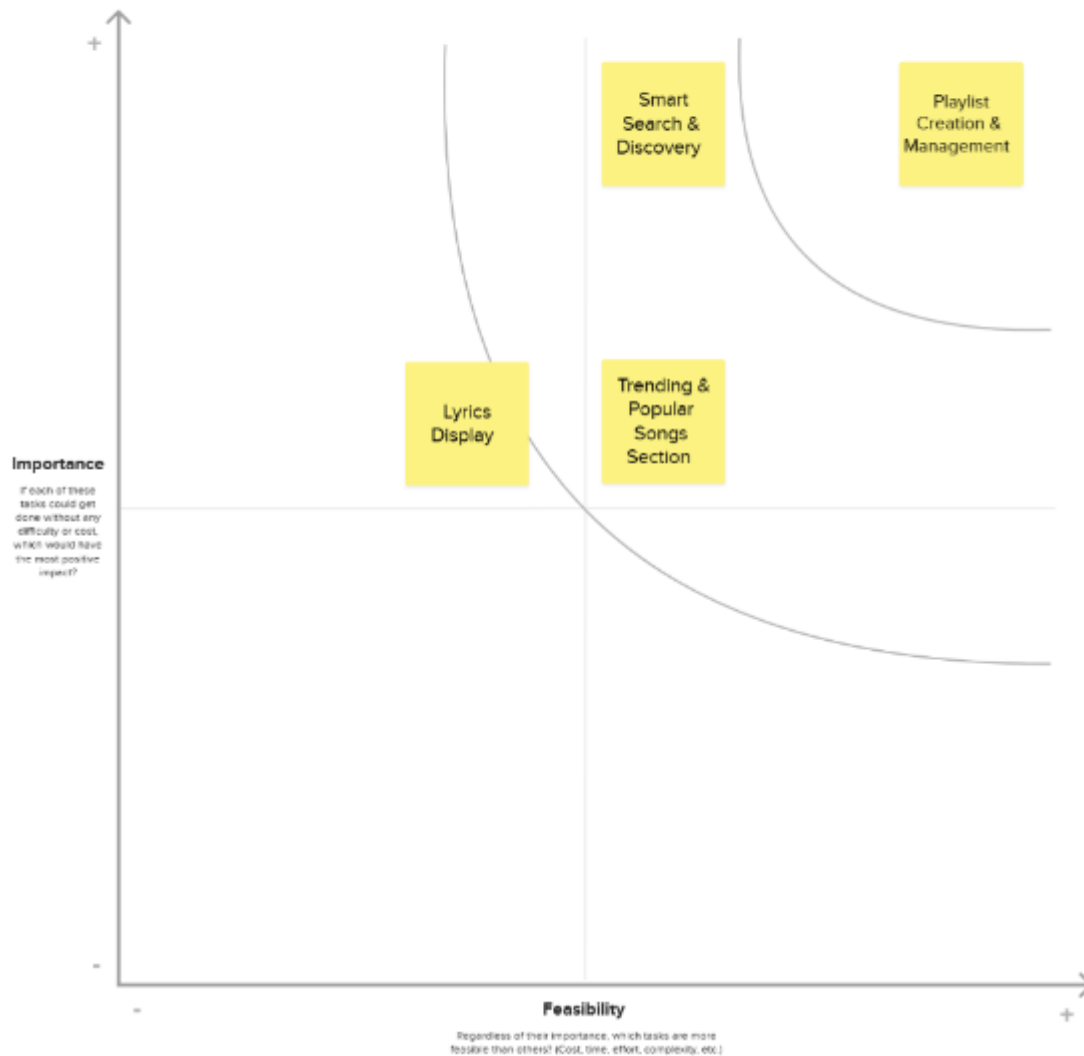 +
Smart
Search &
Discovery
Playlist
Creation &
Management
Lyrics
Display
Trending &
Popular
Songs
Section
Importance
If each of these
tasks could get
done without any
difficulty or cost,
which would have
the most positive
impact?
-
-
Feasibility
+
Regardless of their importance, which tasks are more
feasible than others? (Cost, time, effort, complexity, etc.)